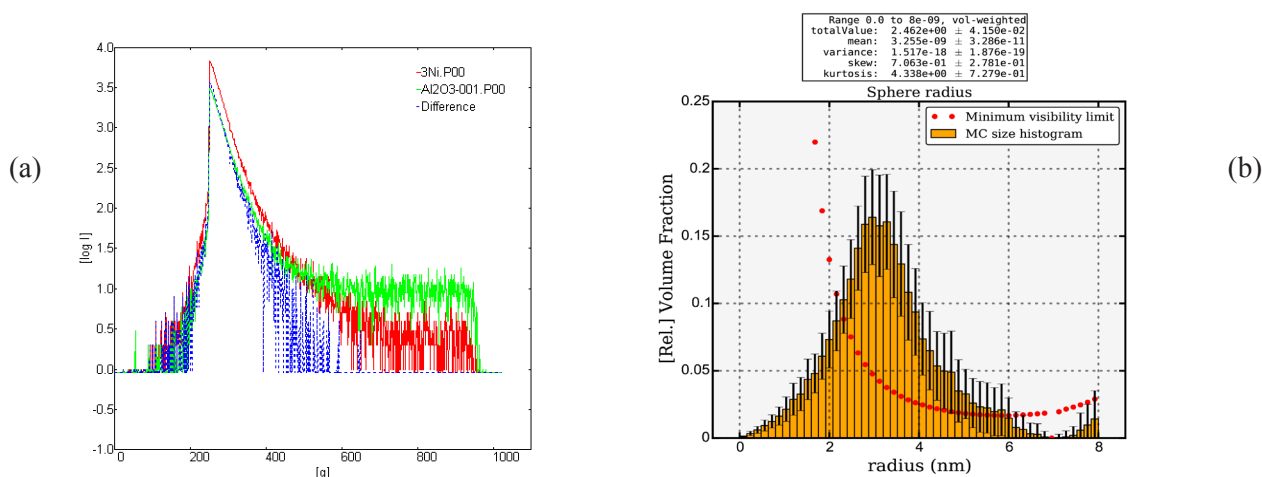 (a)
4.0
3.5
3.0
2.5
2.0
1.5
1.0
0.5
0.0
-0.5
-1.0
[log I]
3Ni.P00
Al2O3-001.P00
Difference
0 200 400 600 800 1000
[q]
Range 0.0 to 8e-09, vol-weighted
totalValue: 2.462e+00 ± 4.150e-02
mean: 3.255e-09 ± 3.286e-11
variance: 1.517e-18 ± 1.876e-19
skew: 7.063e-01 ± 2.781e-01
kurtosis: 4.338e+00 ± 7.279e-01
Sphere radius
0.25
0.2
0.15
0.1
0.05
0
[Rel.] Volume Fraction
Minimum visibility limit
MC size histogram
0 2 4 6 8
radius (nm)
(b)